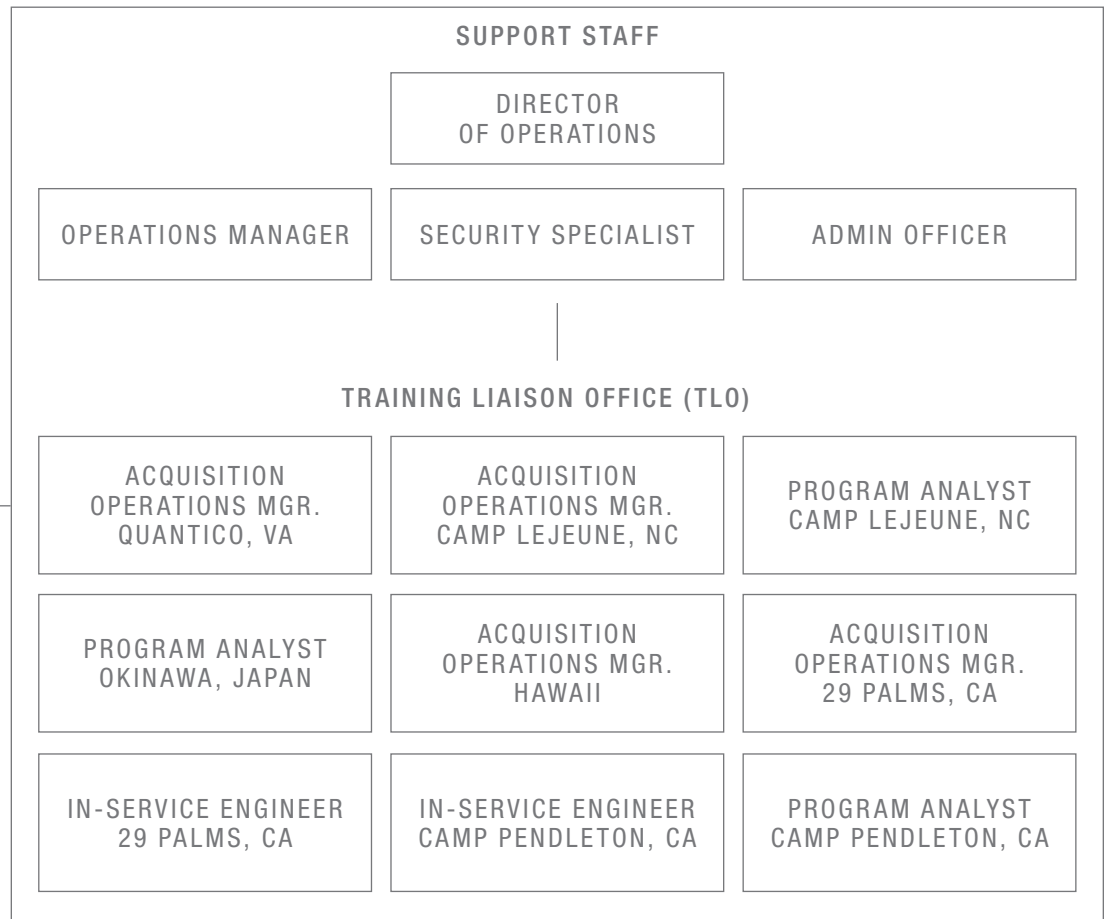 SUPPORT STAFF
DIRECTOR
OF OPERATIONS
OPERATIONS MANAGER
SECURITY SPECIALIST
ADMIN OFFICER
TRAINING LIAISON OFFICE (TLO)
ACQUISITION
OPERATIONS MGR.
QUANTICO, VA
ACQUISITION
OPERATIONS MGR.
CAMP LEJEUNE, NC
PROGRAM ANALYST
CAMP LEJEUNE, NC
PROGRAM ANALYST
OKINAWA, JAPAN
ACQUISITION
OPERATIONS MGR.
HAWAII
ACQUISITION
OPERATIONS MGR.
29 PALMS, CA
IN-SERVICE ENGINEER
29 PALMS, CA
IN-SERVICE ENGINEER
CAMP PENDLETON, CA
PROGRAM ANALYST
CAMP PENDLETON, CA